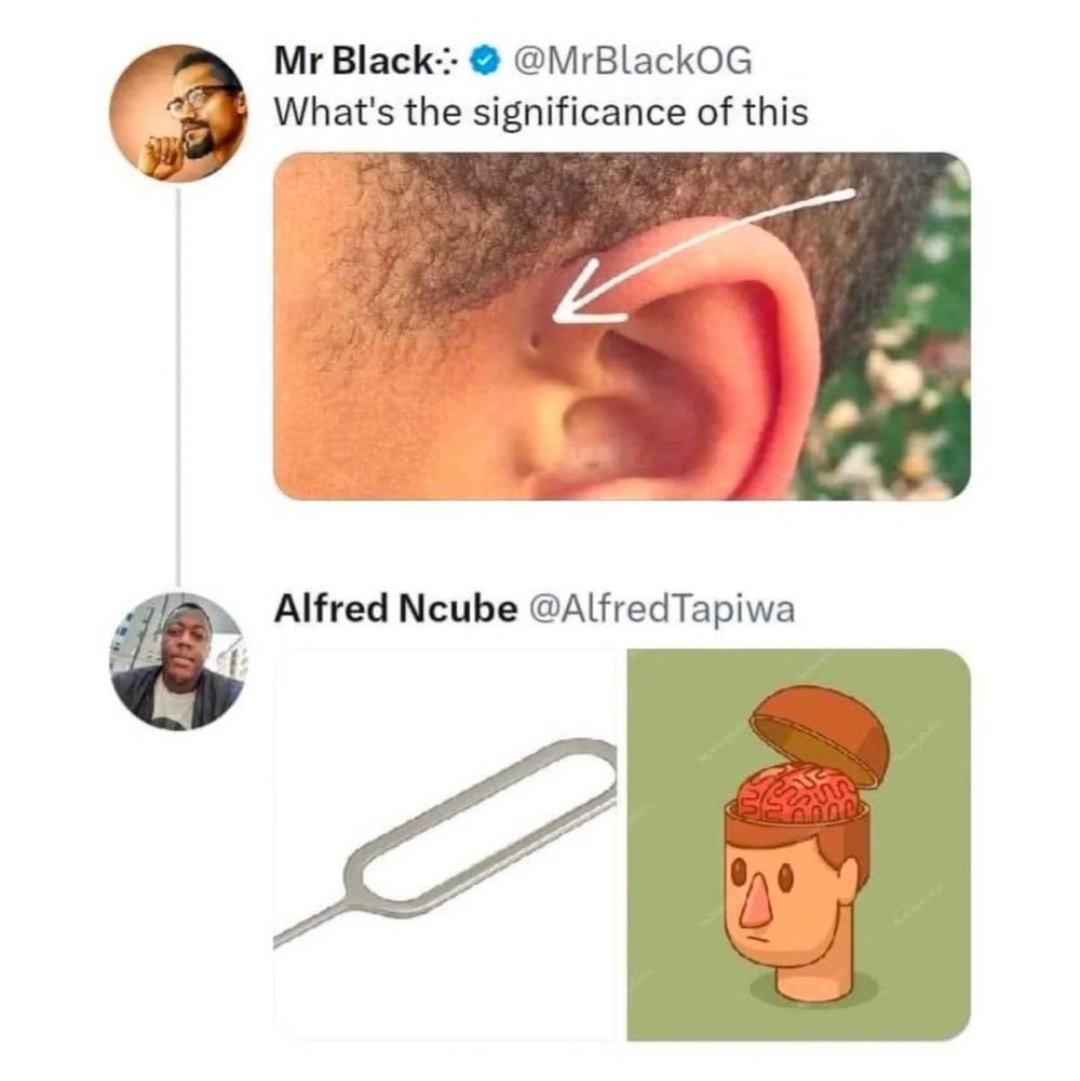 Mr Black @MrBlackOG
What's the significance of this
Alfred Ncube @AlfredTapiwa